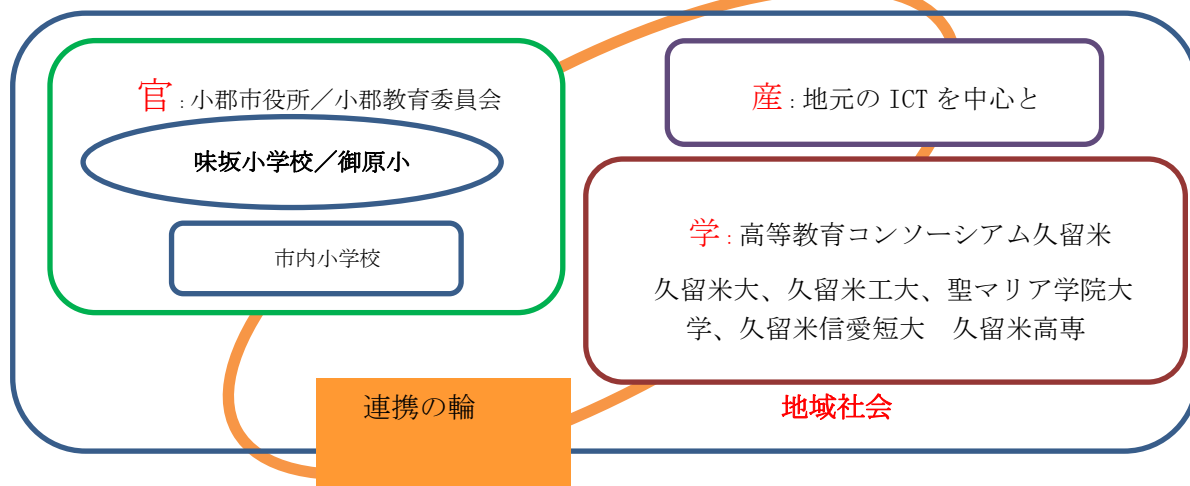 官：小郡市役所／小郡教育委員会
味坂小学校／御原小
市内小学校
産：地元の ICT を中心と
学：高等教育コンソーシアム久留米
久留米大、久留米工大、聖マリア学院大
学、久留米信愛短大　久留米高専
連携の輪
地域社会